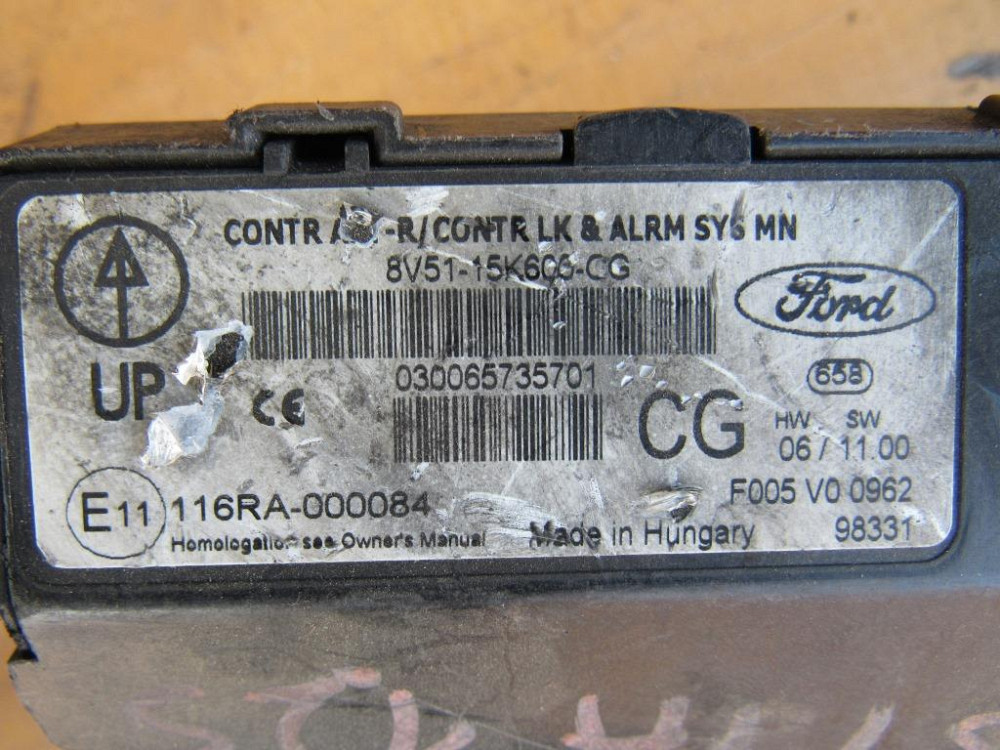 CONTR -R/CONTR LK & ALRM SYS MN
8V51-15K600-CG
Ford
UP
CE
030065735701
CG
658
HW SW
06 / 11.00
E11 116RA-000084
F005 V0 0962
Homologation see Owner's Manual
Made in Hungary
98331